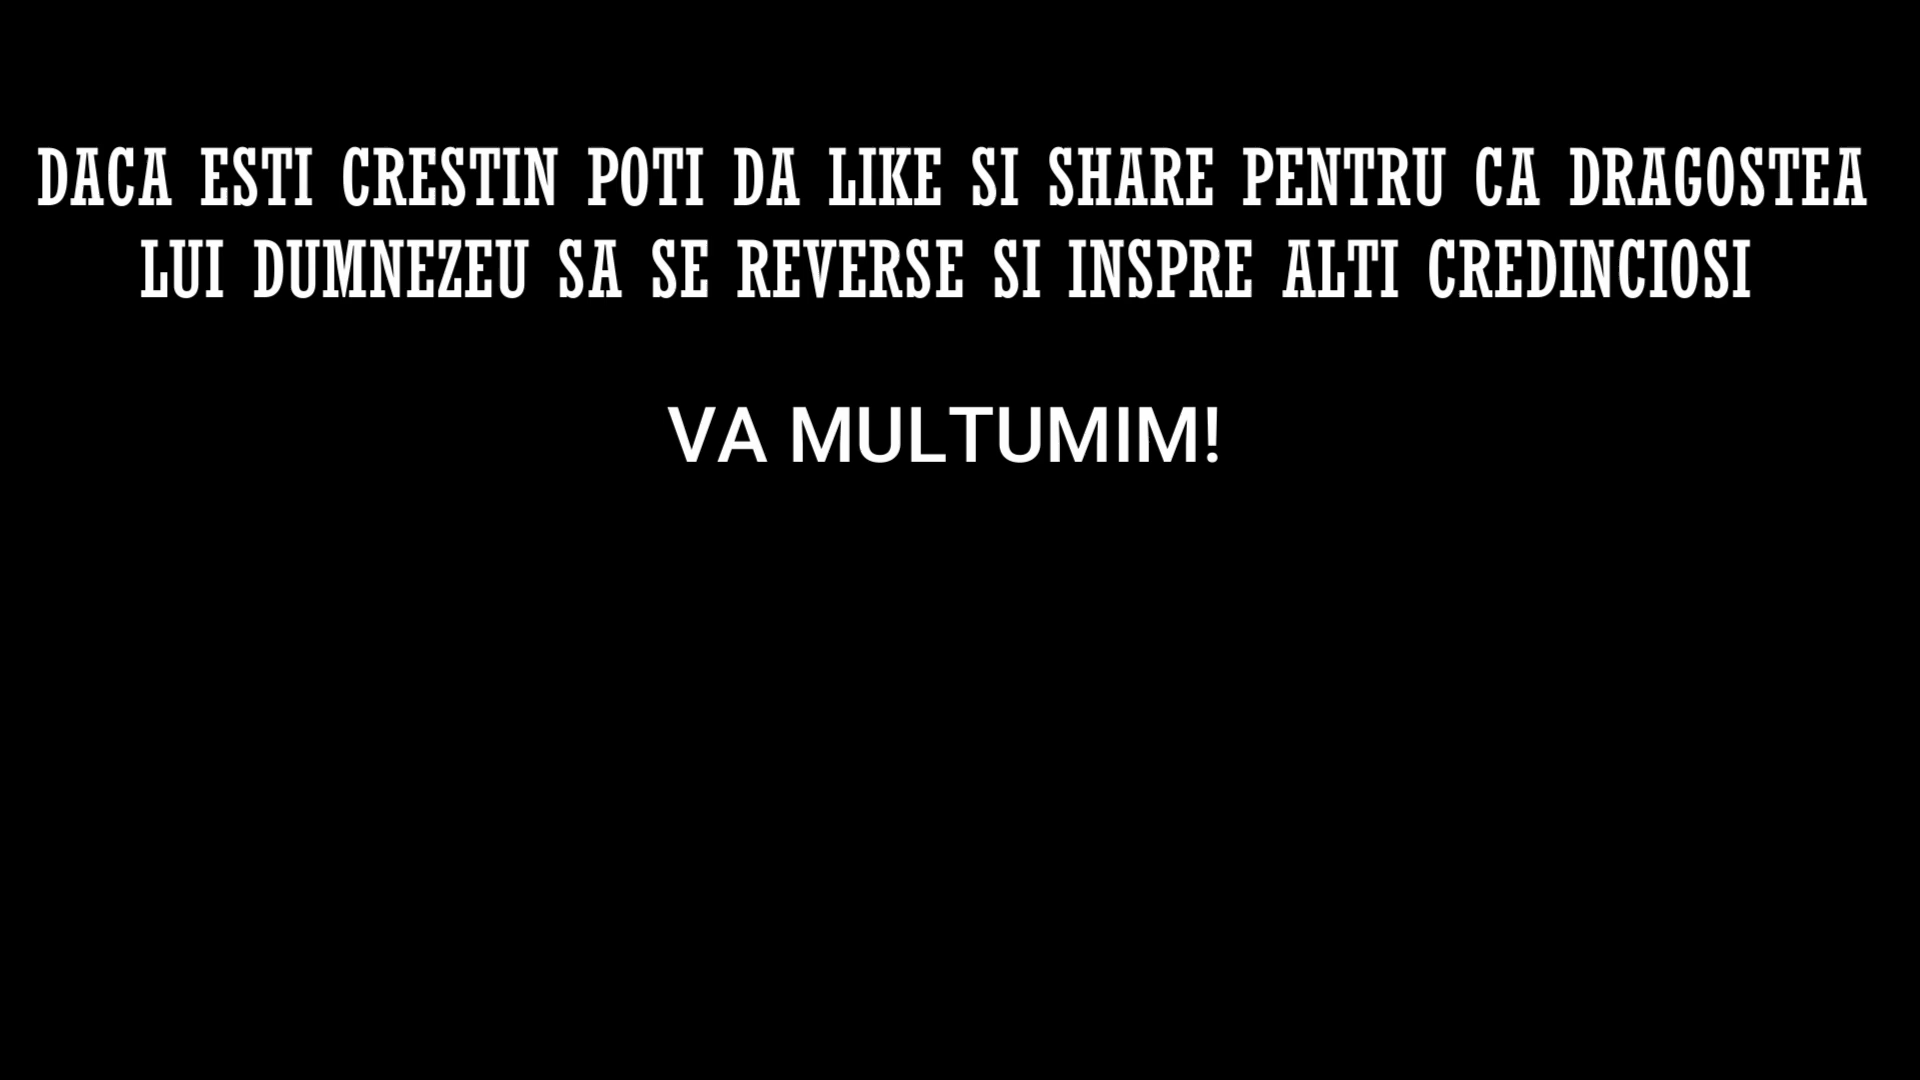 DACA ESTI CRESTIN POTI DA LIKE SI SHARE PENTRU CA DRAGOSTEA
LUI DUMNEZEU SA SE REVERSE SI INSPRE ALTI CREDINCIOSI
VA MULTUMIM!